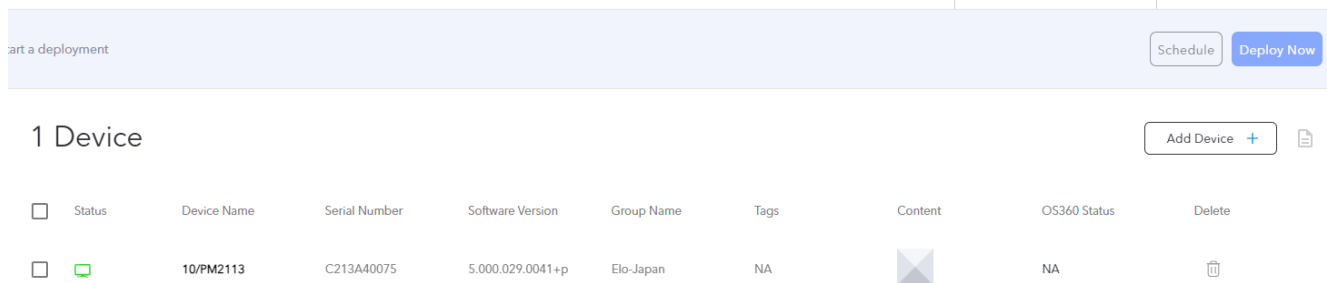 tart a deployment
Schedule
Deploy Now
1 Device
Add Device +
Status Device Name Serial Number Software Version Group Name Tags Content OS360 Status Delete
10/PM2113 C213A40075 5.000.029.0041+p Elo-Japan NA NA